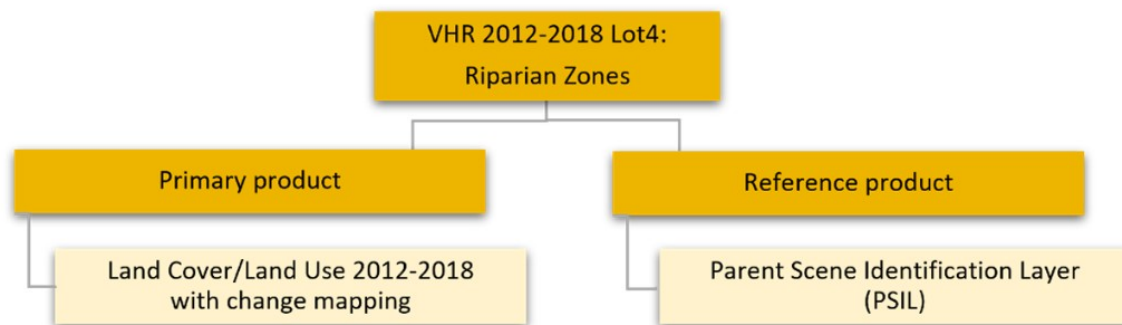 VHR 2012-2018 Lot4:
Riparian Zones
Primary product
Reference product
Land Cover/Land Use 2012-2018
with change mapping
Parent Scene Identification Layer
(PSIL)